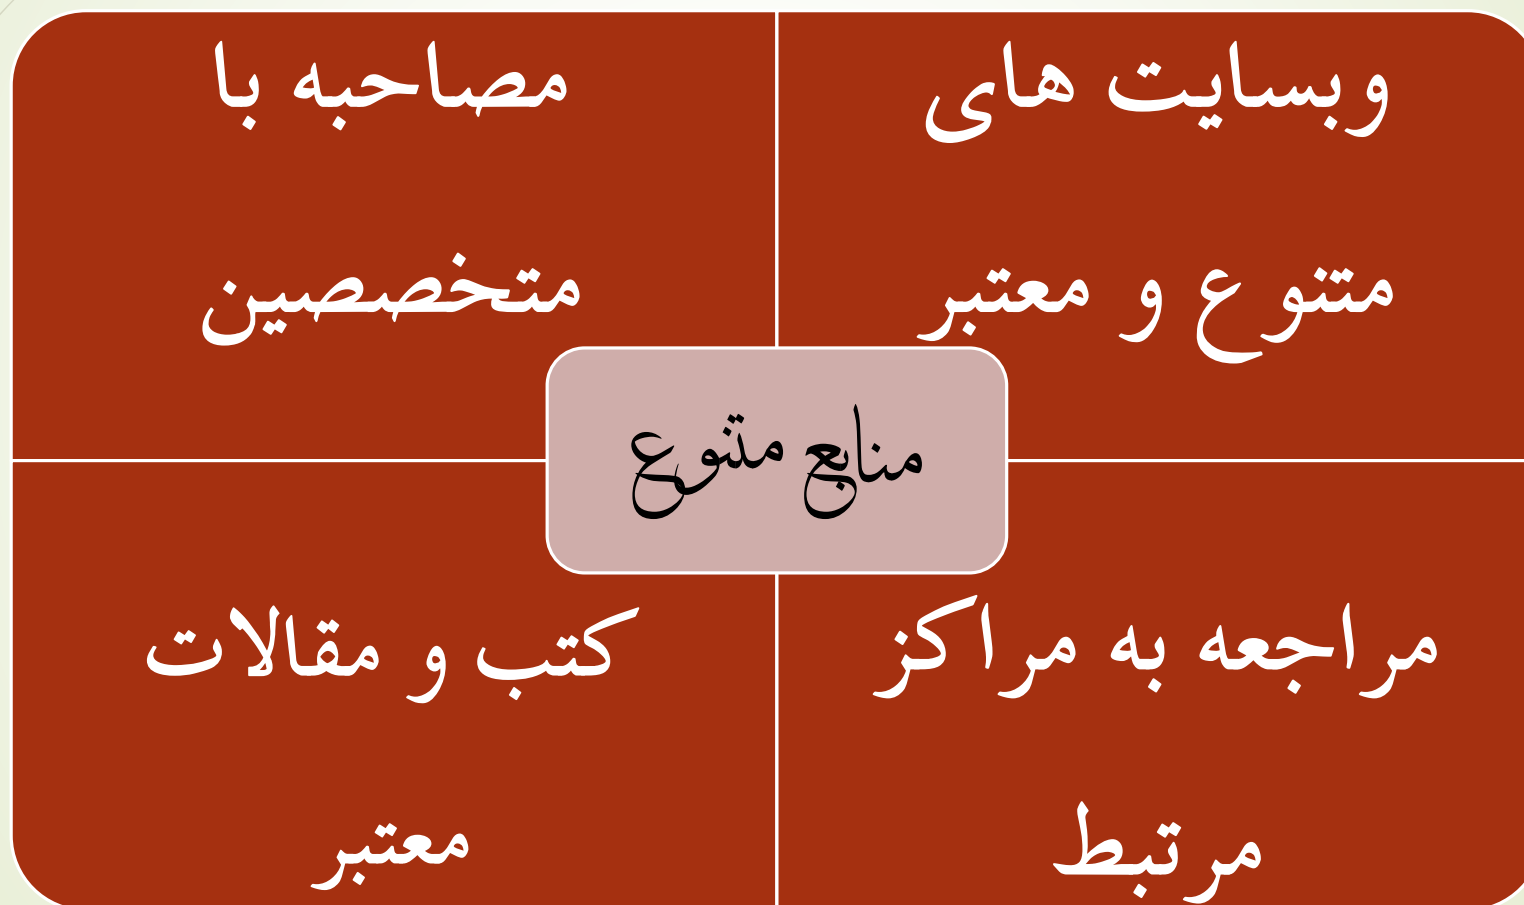 وبسایت های
متنوع و معتبر
مصاحبه با
متخصصین
منابع متنوع
مراجعه به مراکز
مرتبط
کتب و مقالات
معتبر